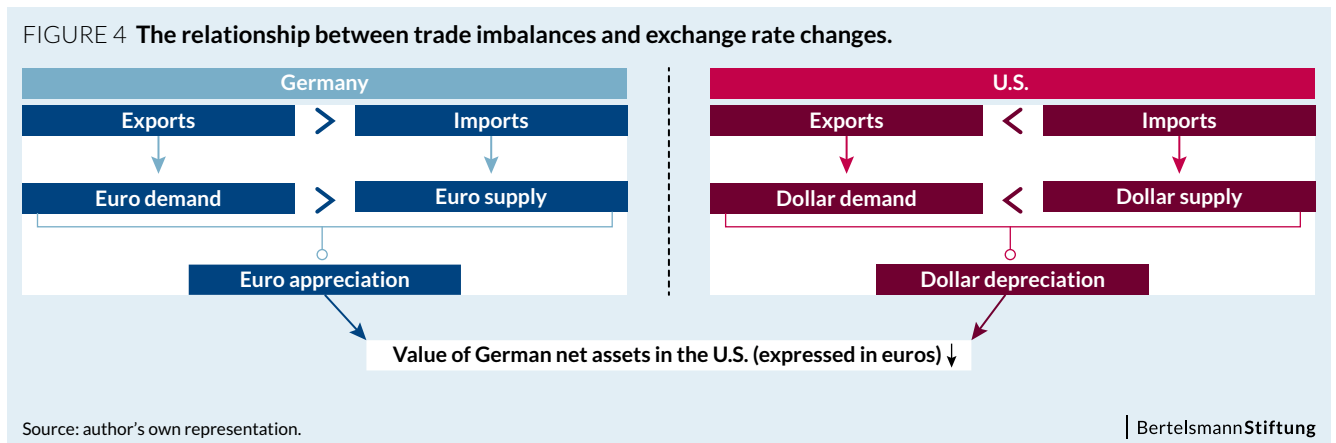 FIGURE 4 The relationship between trade imbalances and exchange rate changes.
Germany
Exports > Imports
Euro demand > Euro supply
Euro appreciation
U.S.
Exports < Imports
Dollar demand < Dollar supply
Dollar depreciation
Value of German net assets in the U.S. (expressed in euros) ↓
Source: author's own representation.
BertelsmannStiftung